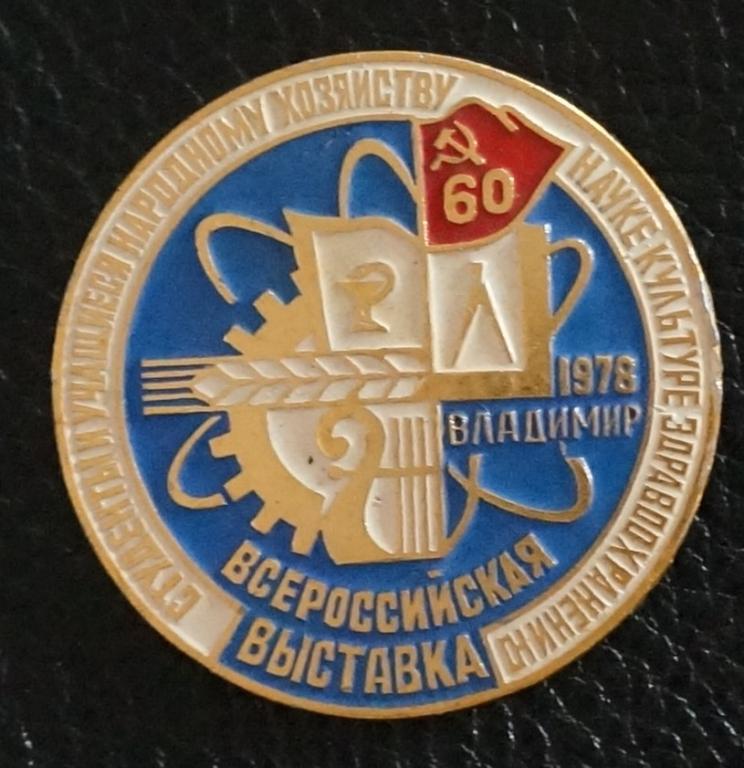 СТУДЕНТЫ И УЧАЩИЕСЯ НАРОДНОМУ ХОЗЯЙСТВУ
НАУКЕ КУЛЬТУРЕ ЗДРАВООХРАНЕНИЮ
60
1978
ВЛАДИМИР
ВСЕРОССИЙСКАЯ
ВЫСТАВКА